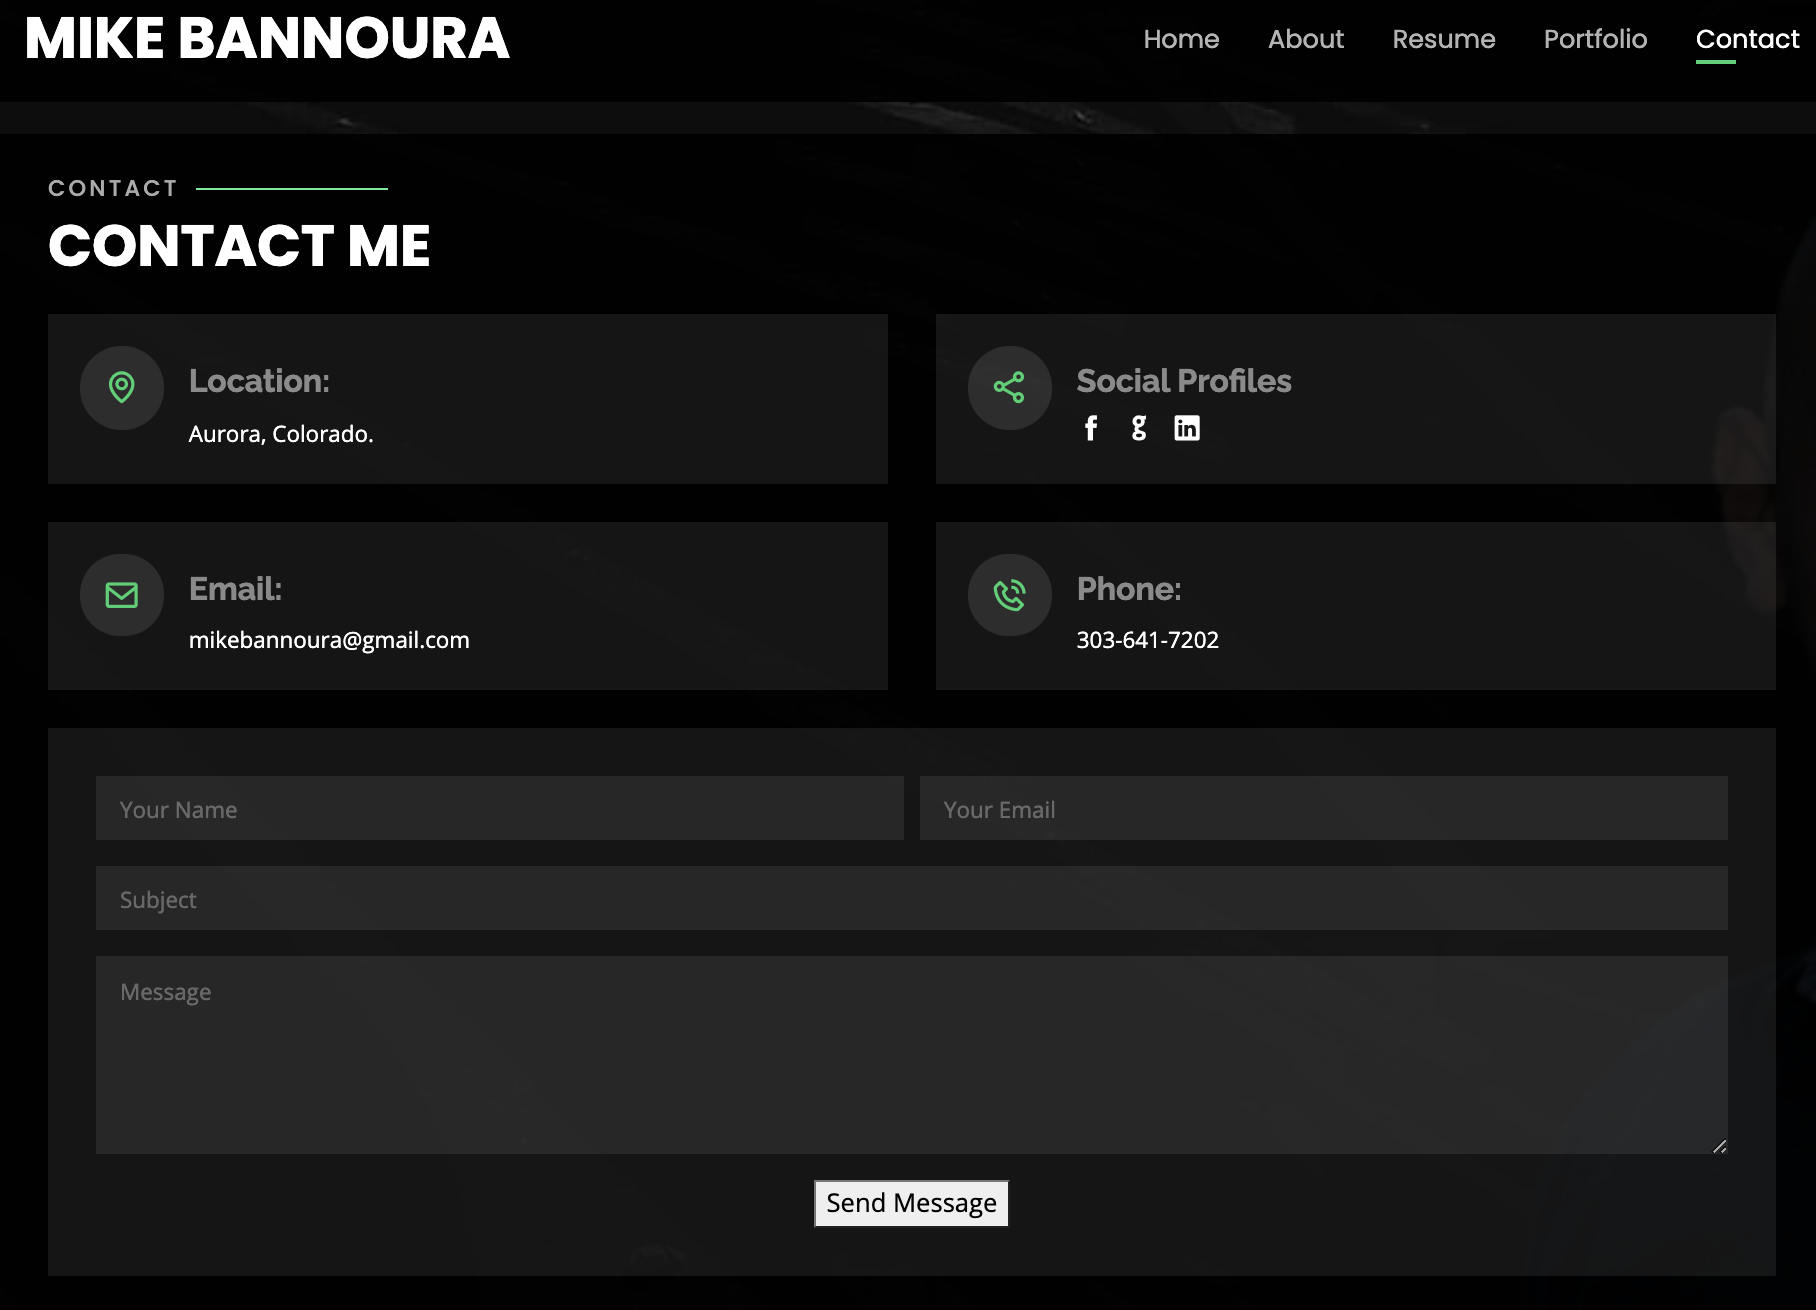 MIKE BANNOURA
Home About Resume Portfolio Contact
CONTACT
CONTACT ME
Location:
Aurora, Colorado.
Social Profiles
Email:
mikebannoura@gmail.com
Phone:
303-641-7202
Your Name
Your Email
Subject
Message
Send Message